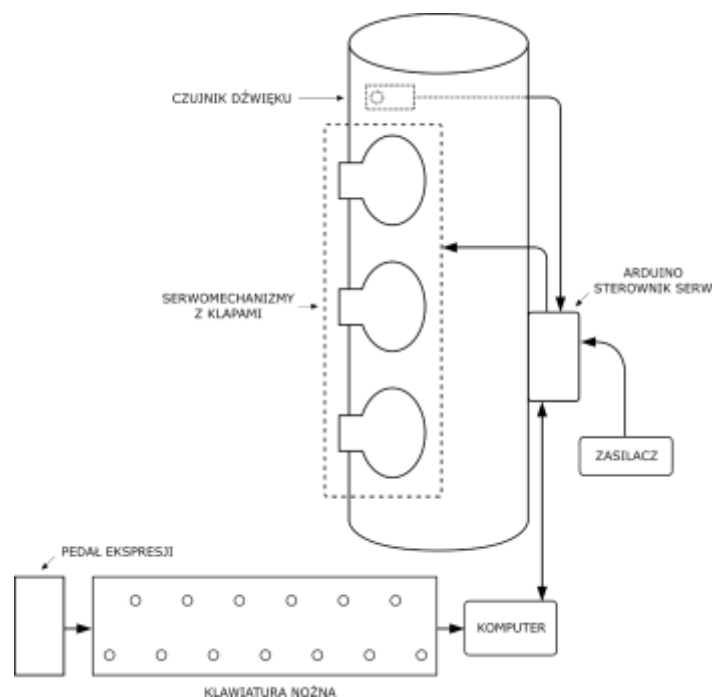 CZUJNIK DŹWIĘKU
ARDUINO
STEROWNIK SERW
SERWOMECHANIZMY
Z KLAPAMI
ZASILACZ
PEDAŁ EKSPRESJI
KOMPUTER
KLAWIATURA NOŻNA